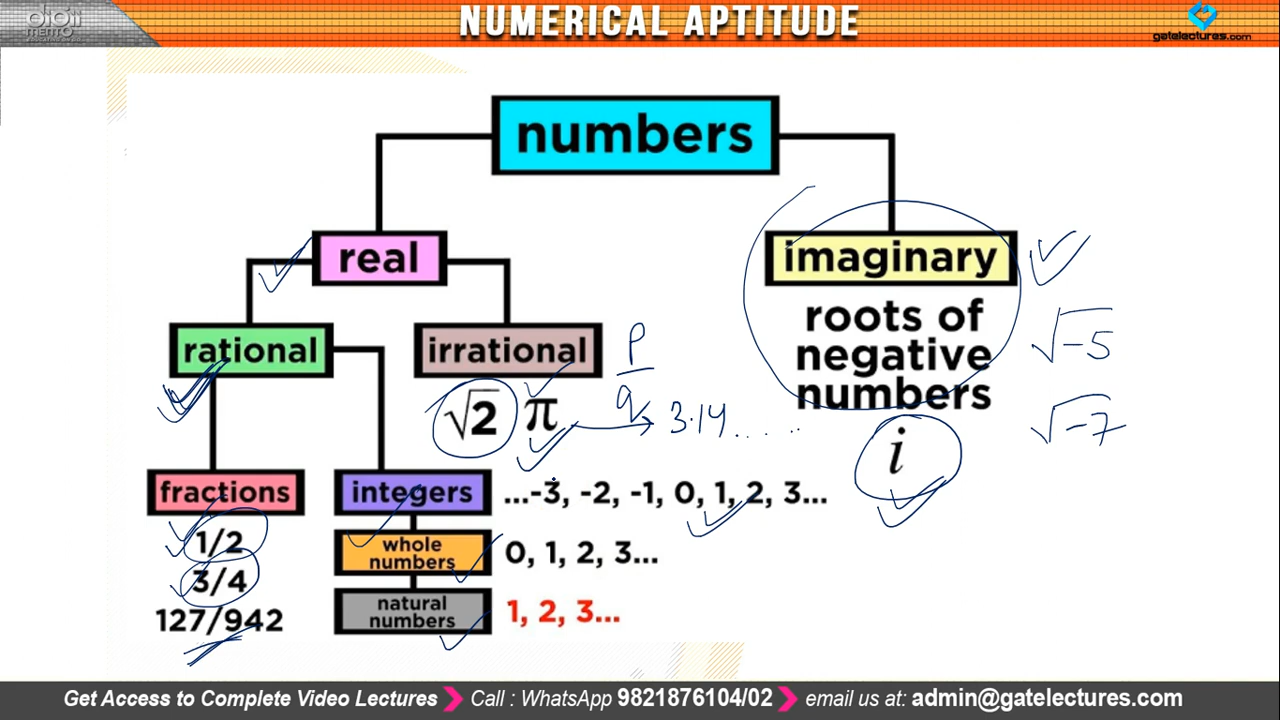 digii
mento
NUMERICAL APTITUDE
gatelectures.com
numbers
real
imaginary
roots of
negative
numbers
i
√-5
√-7
rational
irrational
p
q
√2 π
3.14......
fractions
1/2
3/4
127/942
integers
...-3, -2, -1, 0, 1, 2, 3...
whole
numbers
0, 1, 2, 3...
natural
numbers
1, 2, 3...
Get Access to Complete Video Lectures Call : WhatsApp 9821876104/02 email us at: admin@gatelectures.com